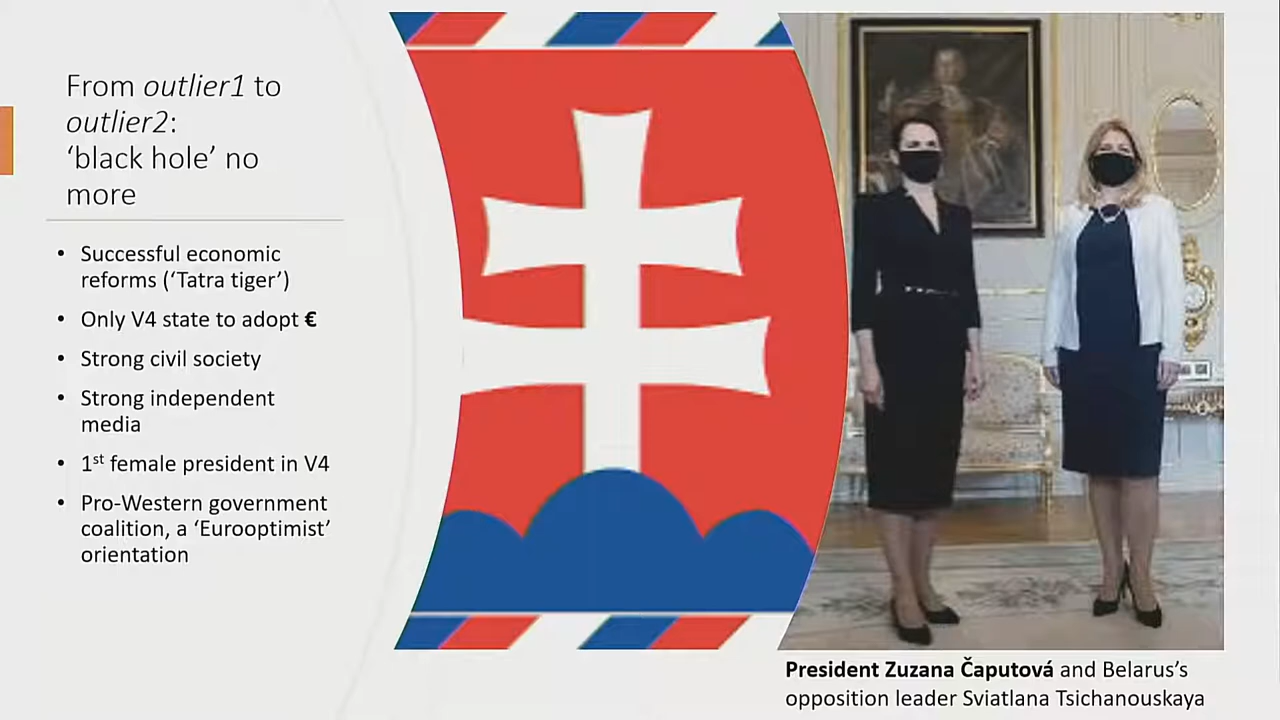 From outlier1 to
outlier2:
‘black hole’ no
more
• Successful economic
reforms (‘Tatra tiger’)
• Only V4 state to adopt €
• Strong civil society
• Strong independent
media
• 1st female president in V4
• Pro-Western government
coalition, a ‘Eurooptimist’
orientation
President Zuzana Čaputová and Belarus’s
opposition leader Sviatlana Tsichanouskaya